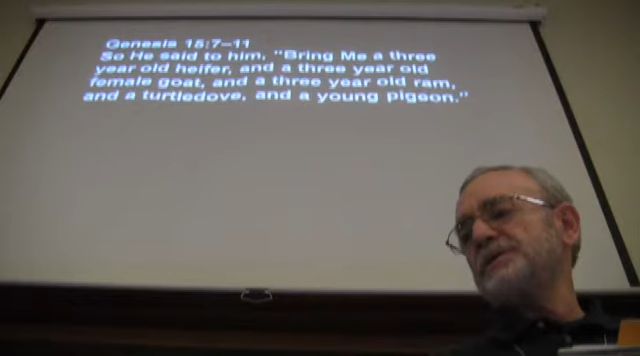 Genesis 15:7–11
So He said to him, "Bring Me a three
year old heifer, and a three year old
female goat, and a three year old ram,
and a turtledove, and a young pigeon."